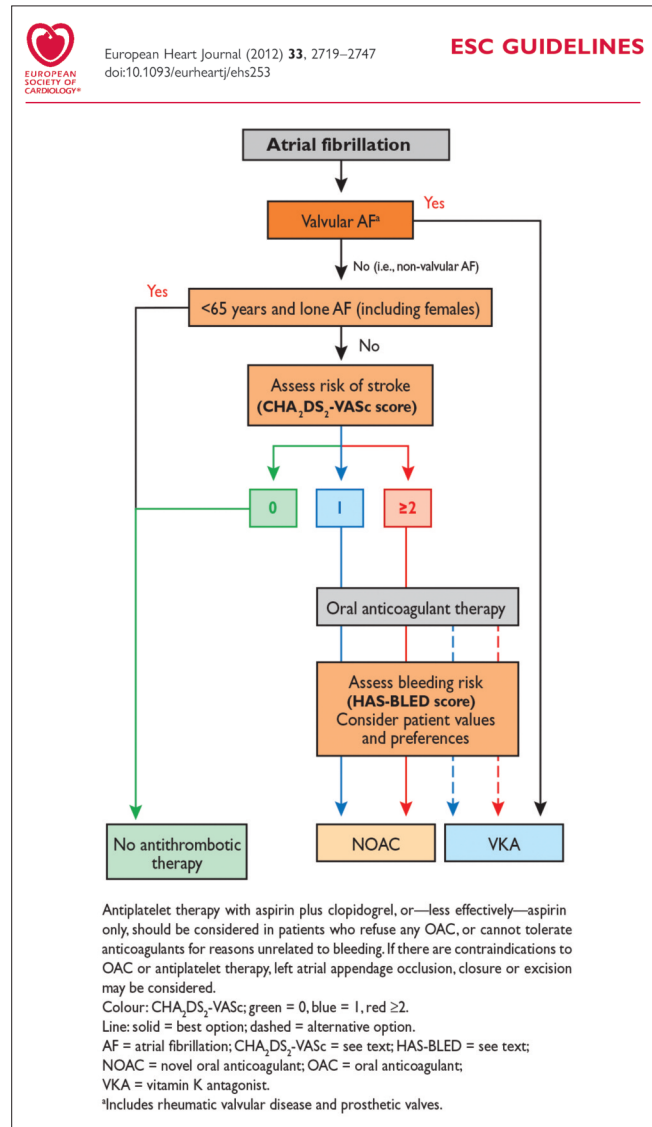 EUROPEAN
SOCIETY OF
CARDIOLOGY®
European Heart Journal (2012) 33, 2719–2747
doi:10.1093/eurheartj/ehs253
ESC GUIDELINES
Atrial fibrillation
Valvular AFᵃ
Yes
No (i.e., non-valvular AF)
Yes
<65 years and lone AF (including females)
No
Assess risk of stroke
(CHA₂DS₂-VASc score)
0
1
≥2
Oral anticoagulant therapy
Assess bleeding risk
(HAS-BLED score)
Consider patient values
and preferences
No antithrombotic
therapy
NOAC
VKA
Antiplatelet therapy with aspirin plus clopidogrel, or—less effectively—aspirin
only, should be considered in patients who refuse any OAC, or cannot tolerate
anticoagulants for reasons unrelated to bleeding. If there are contraindications to
OAC or antiplatelet therapy, left atrial appendage occlusion, closure or excision
may be considered.
Colour: CHA₂DS₂-VASc; green = 0, blue = 1, red ≥2.
Line: solid = best option; dashed = alternative option.
AF = atrial fibrillation; CHA₂DS₂-VASc = see text; HAS-BLED = see text;
NOAC = novel oral anticoagulant; OAC = oral anticoagulant;
VKA = vitamin K antagonist.
ᵃIncludes rheumatic valvular disease and prosthetic valves.